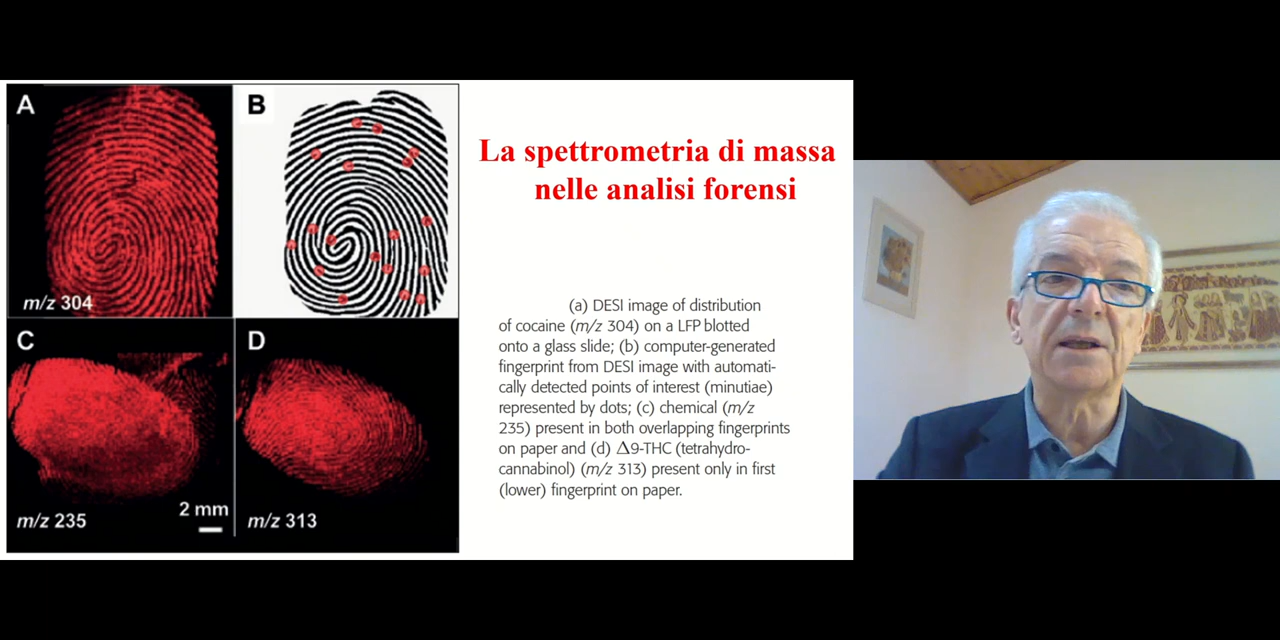 A
B
m/z 304
C
D
m/z 235
2 mm
m/z 313
La spettrometria di massa
nelle analisi forensi
(a) DESI image of distribution
of cocaine (m/z 304) on a LFP blotted
onto a glass slide; (b) computer-generated
fingerprint from DESI image with automati-
cally detected points of interest (minutiae)
represented by dots; (c) chemical (m/z
235) present in both overlapping fingerprints
on paper and (d) Δ9-THC (tetrahydro-
cannabinol) (m/z 313) present only in first
(lower) fingerprint on paper.